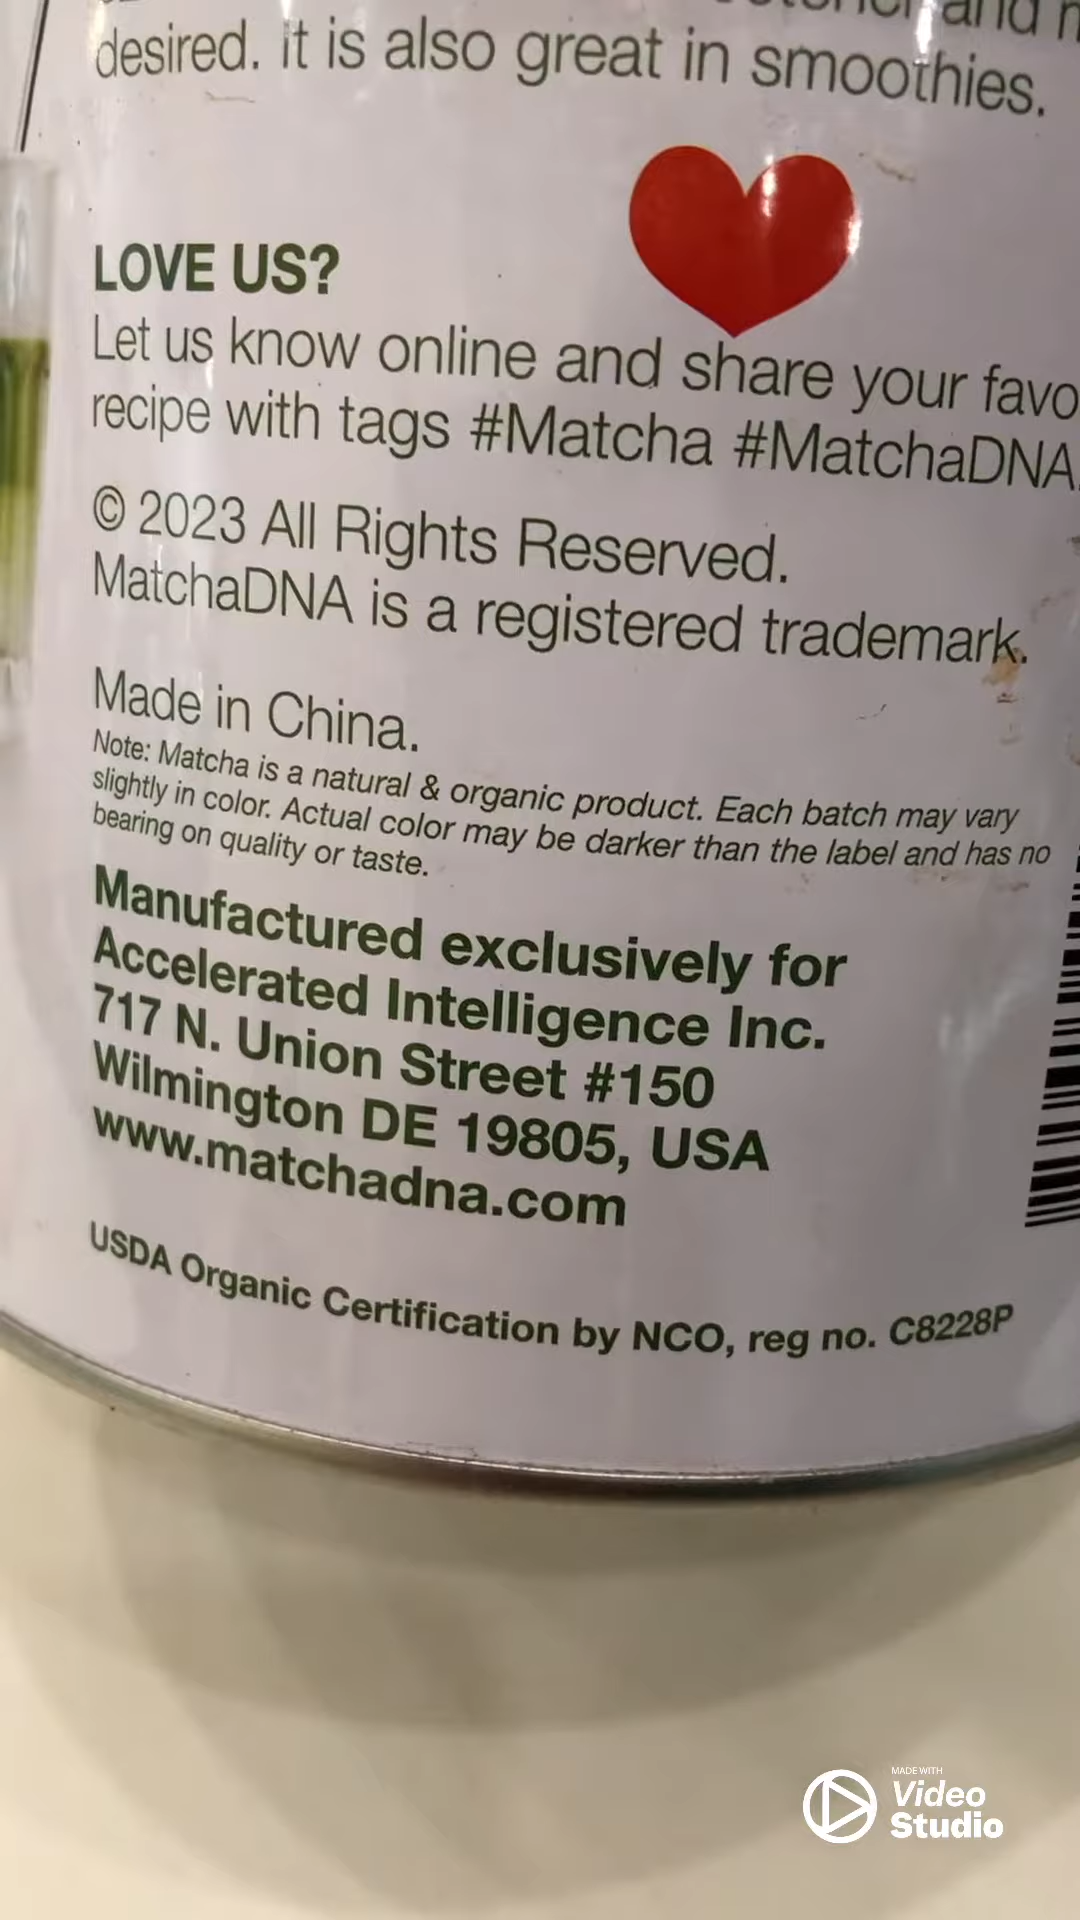 and
desired. it is also great in smoothies.
LOVE US?
Let us know online and share your favo
recipe with tags #Matcha #MatchaDNA.
© 2023 All Rights Reserved.
MatchaDNA is a registered trademark.
Made in China.
Note: Matcha is a natural & organic product. Each batch may vary
slightly in color. Actual color may be darker than the label and has no
bearing on quality or taste.
Manufactured exclusively for
Accelerated Intelligence Inc.
717 N. Union Street #150
Wilmington DE 19805, USA
www.matchadna.com
USDA Organic Certification by NCO, reg no. C8228P
MADE WITH
Video
Studio